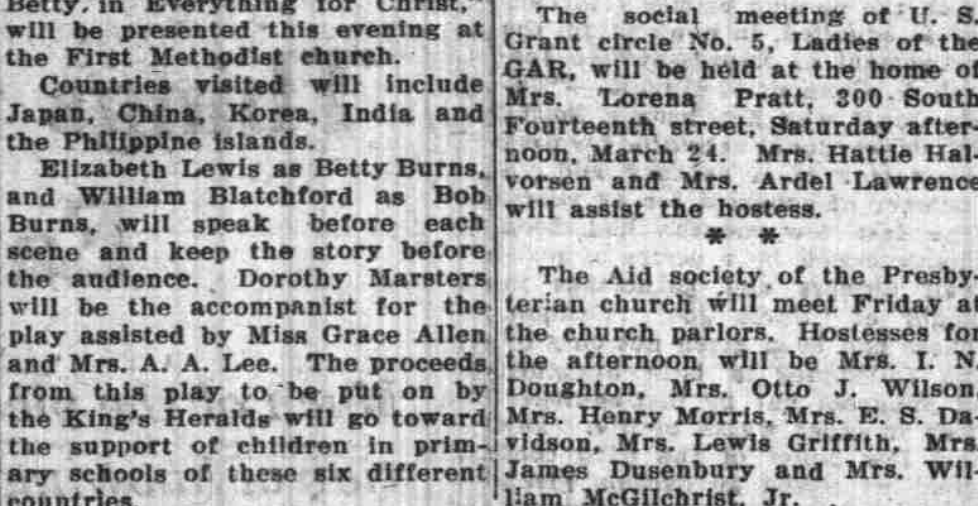 Betty, in Everything for Christ,"
will be presented this evening at
the First Methodist church.
Countries visited will include
Japan, China, Korea, India and
the Philippine islands.
Elizabeth Lewis as Betty Burns,
and William Blatchford as Bob
Burns, will speak before each
scene and keep the story before
the audience. Dorothy Marsters
will be the accompanist for the
play assisted by Miss Grace Allen
and Mrs. A. A. Lee. The proceeds
from this play to be put on by
the King's Heralds will go toward
the support of children in prim-
ary schools of these six different
countries.
The social meeting of U. S.
Grant circle No. 5, Ladies of the
GAR, will be held at the home of
Mrs. Lorena Pratt, 300 South
Fourteenth street, Saturday after-
noon, March 24. Mrs. Hattie Hal-
vorsen and Mrs. Ardel Lawrence
will assist the hostess.
* *
The Aid society of the Presby-
terian church will meet Friday a
the church parlors. Hostesses for
the afternoon will be Mrs. I. N.
Doughton, Mrs. Otto J. Wilson
Mrs. Henry Morris, Mrs. E. S. Da-
vidson, Mrs. Lewis Griffith, Mrs.
James Dusenbury and Mrs. Wil-
liam McGilchrist, Jr.